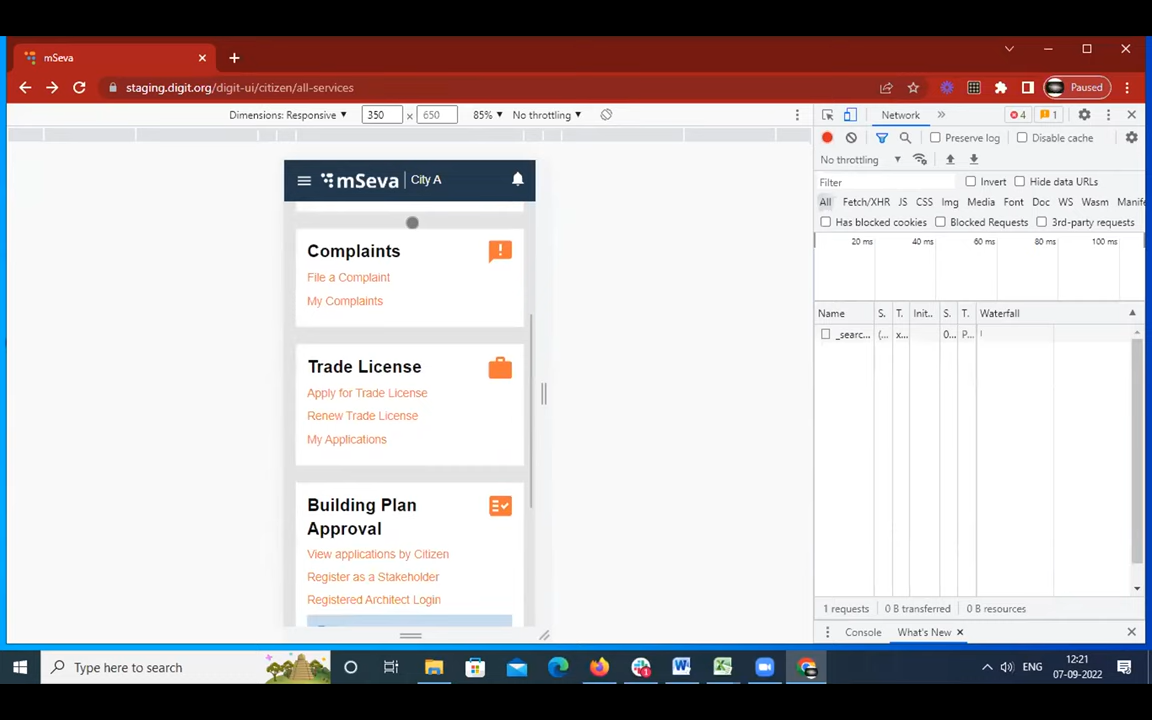 mSeva
staging.digit.org/digit-ui/citizen/all-services
Paused
Dimensions: Responsive
350 × 650
85%
No throttling
Network
4
1
Preserve log
Disable cache
No throttling
Filter
Invert
Hide data URLs
All Fetch/XHR JS CSS Img Media Font Doc WS Wasm Manife
Has blocked cookies
Blocked Requests
3rd-party requests
20 ms 40 ms 60 ms 80 ms 100 ms
Name S. T. Init.. S. T. Waterfall
_searc... (... x... 0... P...
mSeva City A
Complaints
File a Complaint
My Complaints
Trade License
Apply for Trade License
Renew Trade License
My Applications
Building Plan
Approval
View applications by Citizen
Register as a Stakeholder
Registered Architect Login
1 requests 0 B transferred 0 B resources
Console What's New
Type here to search
ENG
12:21
07-09-2022